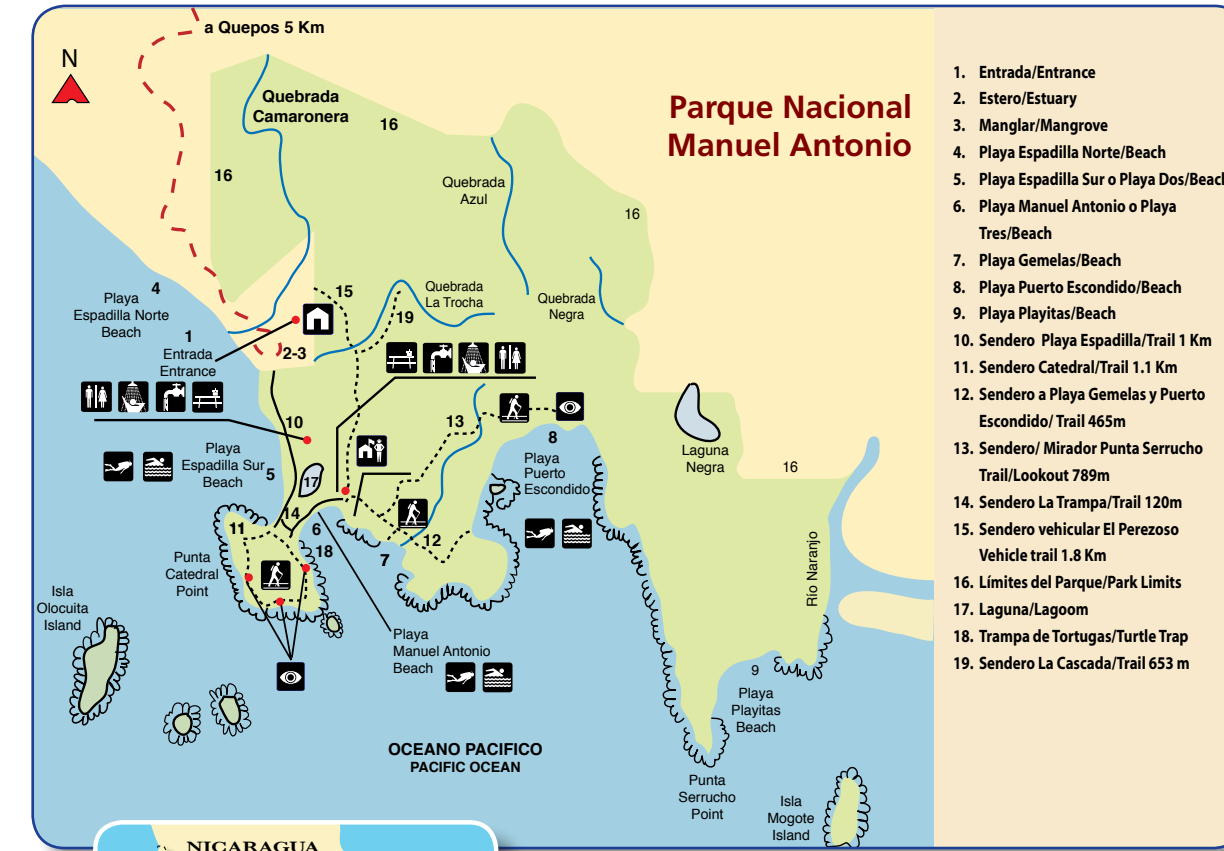 a Quepos 5 Km
N
Quebrada
Camaronera
16
Parque Nacional
Manuel Antonio
16
Quebrada
Azul
16
4
Playa
Espadilla Norte
Beach
15
Quebrada
La Trocha
Quebrada
Negra
19
1
Entrada
Entrance
2-3
10
13
8
Playa
Espadilla Sur
Beach
5
17
Playa
Puerto
Escondido
Laguna
Negra
16
14
11
6
18
12
7
Punta
Catedral
Point
Río Naranjo
Isla
Olocuita
Island
Playa
Manuel Antonio
Beach
9
Playa
Playitas
Beach
OCEANO PACIFICO
PACIFIC OCEAN
Punta
Serrucho
Point
Isla
Mogote
Island
NICARAGUA
1. Entrada/Entrance
2. Estero/Estuary
3. Manglar/Mangrove
4. Playa Espadilla Norte/Beach
5. Playa Espadilla Sur o Playa Dos/Beach
6. Playa Manuel Antonio o Playa
Tres/Beach
7. Playa Gemelas/Beach
8. Playa Puerto Escondido/Beach
9. Playa Playitas/Beach
10. Sendero Playa Espadilla/Trail 1 Km
11. Sendero Catedral/Trail 1.1 Km
12. Sendero a Playa Gemelas y Puerto
Escondido/ Trail 465m
13. Sendero/ Mirador Punta Serrucho
Trail/Lookout 789m
14. Sendero La Trampa/Trail 120m
15. Sendero vehicular El Perezoso
Vehicle trail 1.8 Km
16. Límites del Parque/Park Limits
17. Laguna/Lagoom
18. Trampa de Tortugas/Turtle Trap
19. Sendero La Cascada/Trail 653 m